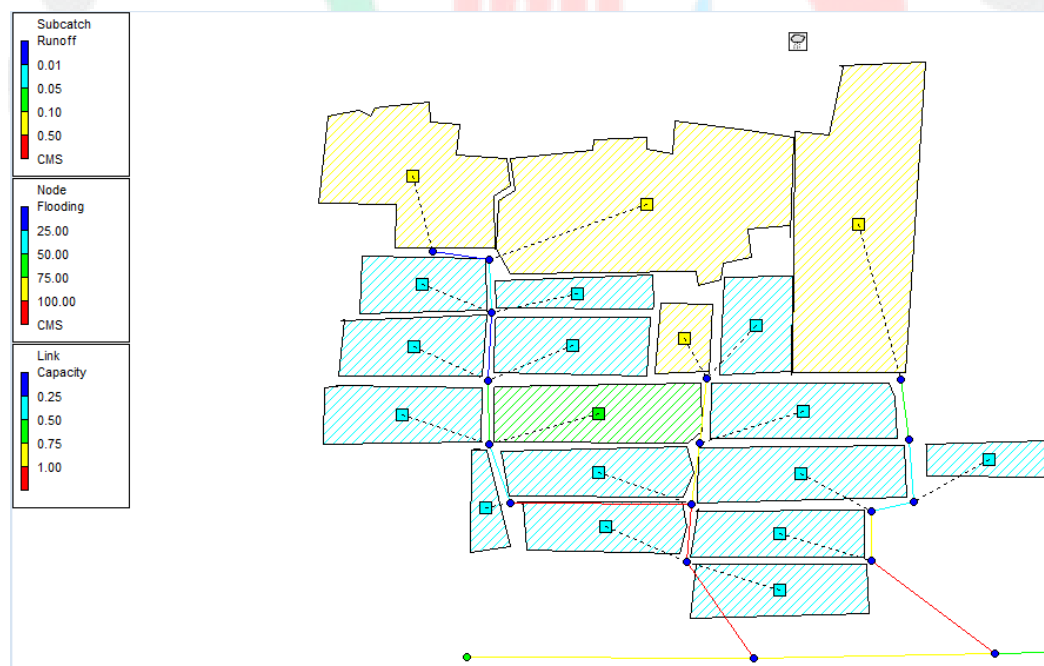 Subcatch
Runoff
0.01
0.05
0.10
0.50
CMS
Node
Flooding
25.00
50.00
75.00
100.00
CMS
Link
Capacity
0.25
0.50
0.75
1.00